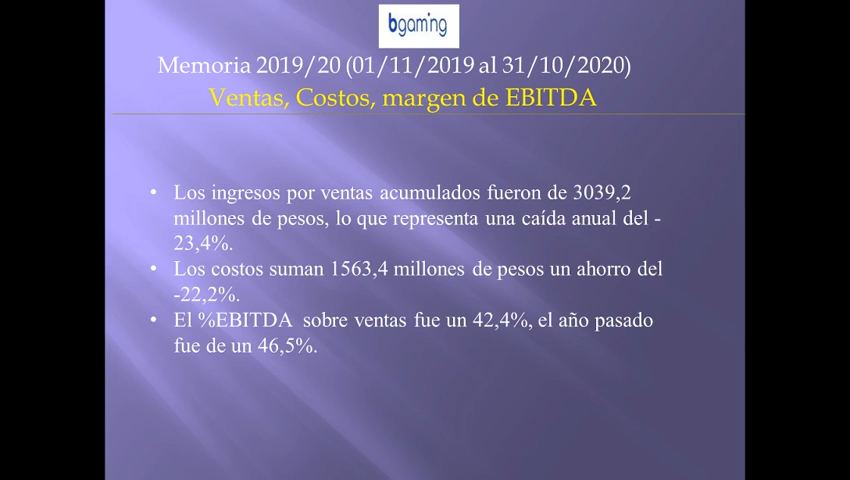 bgaming
Memoria 2019/20 (01/11/2019 al 31/10/2020)
Ventas, Costos, margen de EBITDA
• Los ingresos por ventas acumulados fueron de 3039,2
millones de pesos, lo que representa una caída anual del -
23,4%.
• Los costos suman 1563,4 millones de pesos un ahorro del
-22,2%.
• El %EBITDA sobre ventas fue un 42,4%, el año pasado
fue de un 46,5%.